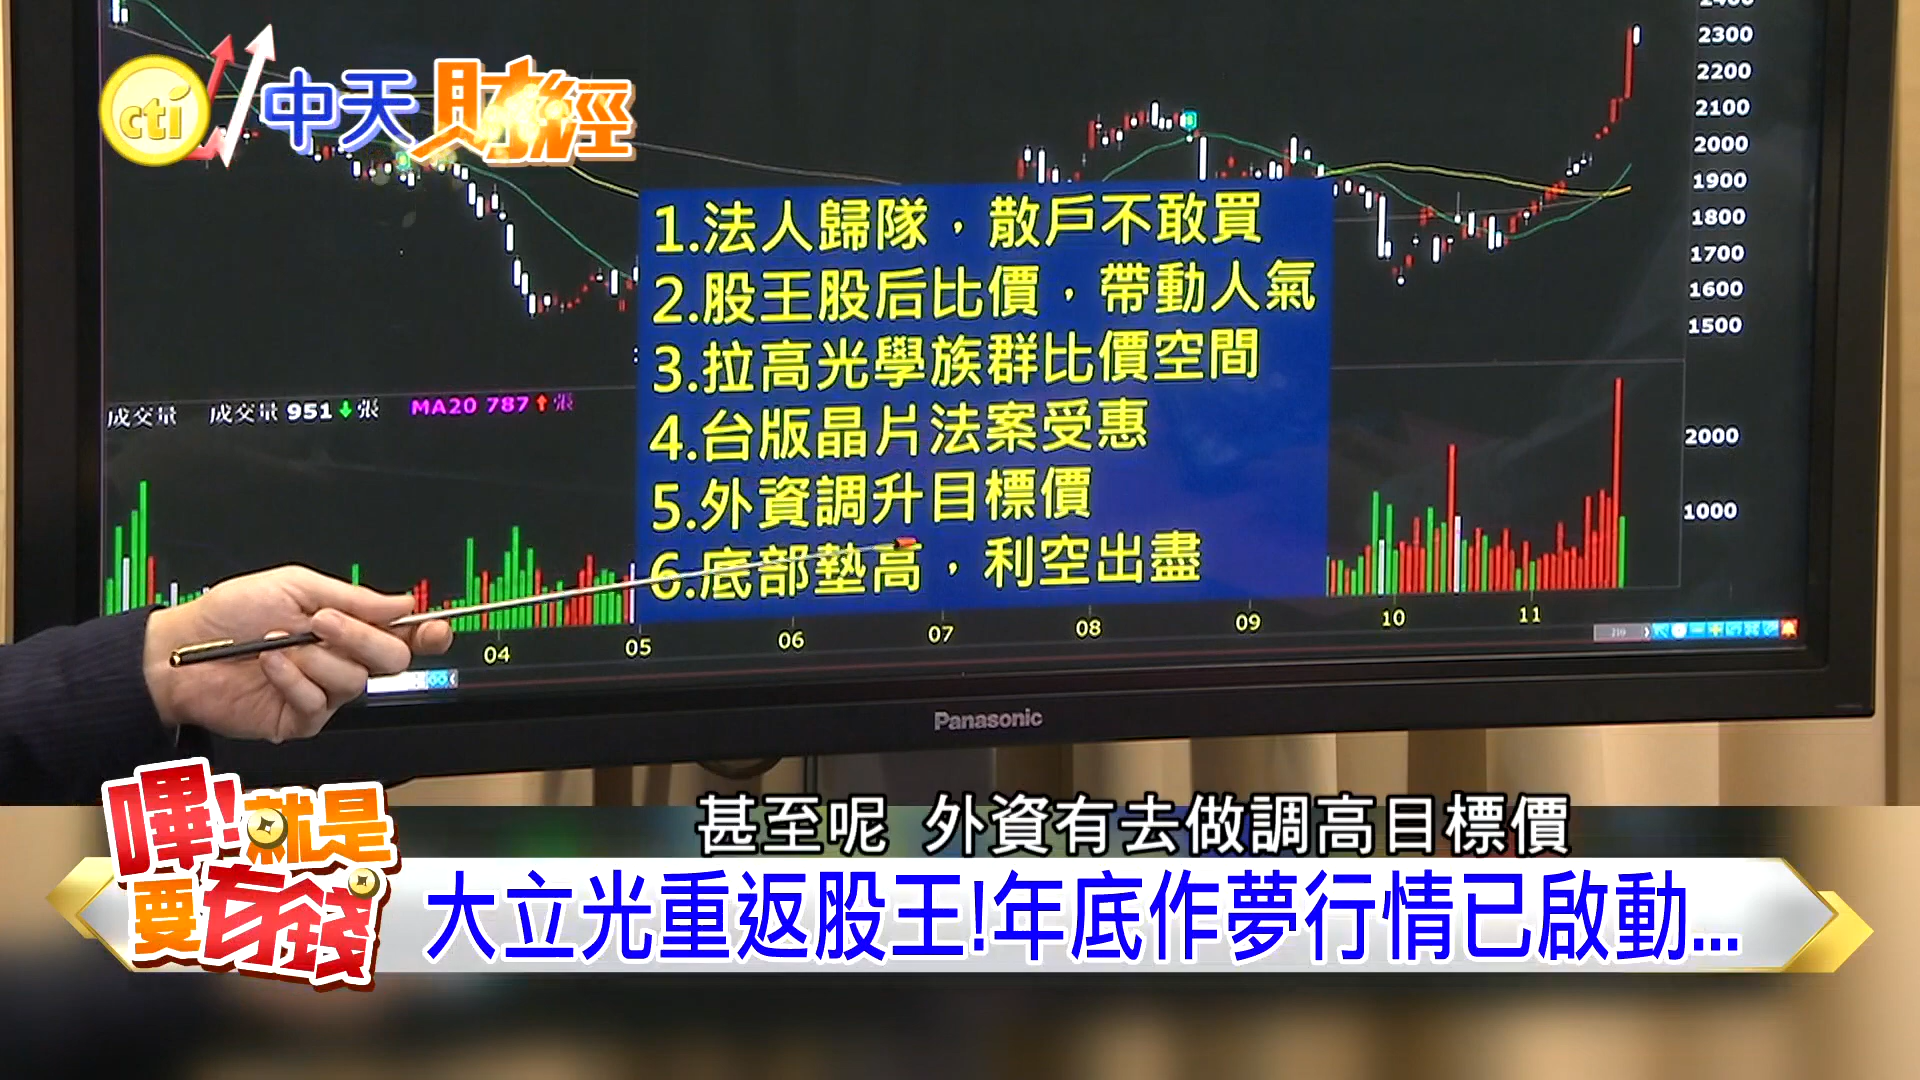 cti 中天財經
2400
2300
2200
2100
2000
1900
1800
1700
1600
1500
1.法人歸隊，散戶不敢買
2.股王股后比價，帶動人氣
3.拉高光學族群比價空間
4.台版晶片法案受惠
5.外資調升目標價
6.底部墊高，利空出盡
成交量 成交量 951↓張 MA20 787↑張
2000
1000
04 05 06 07 08 09 10 11
Panasonic
甚至呢 外資有去做調高目標價
嗶!就是要有錢
大立光重返股王!年底作夢行情已啟動...